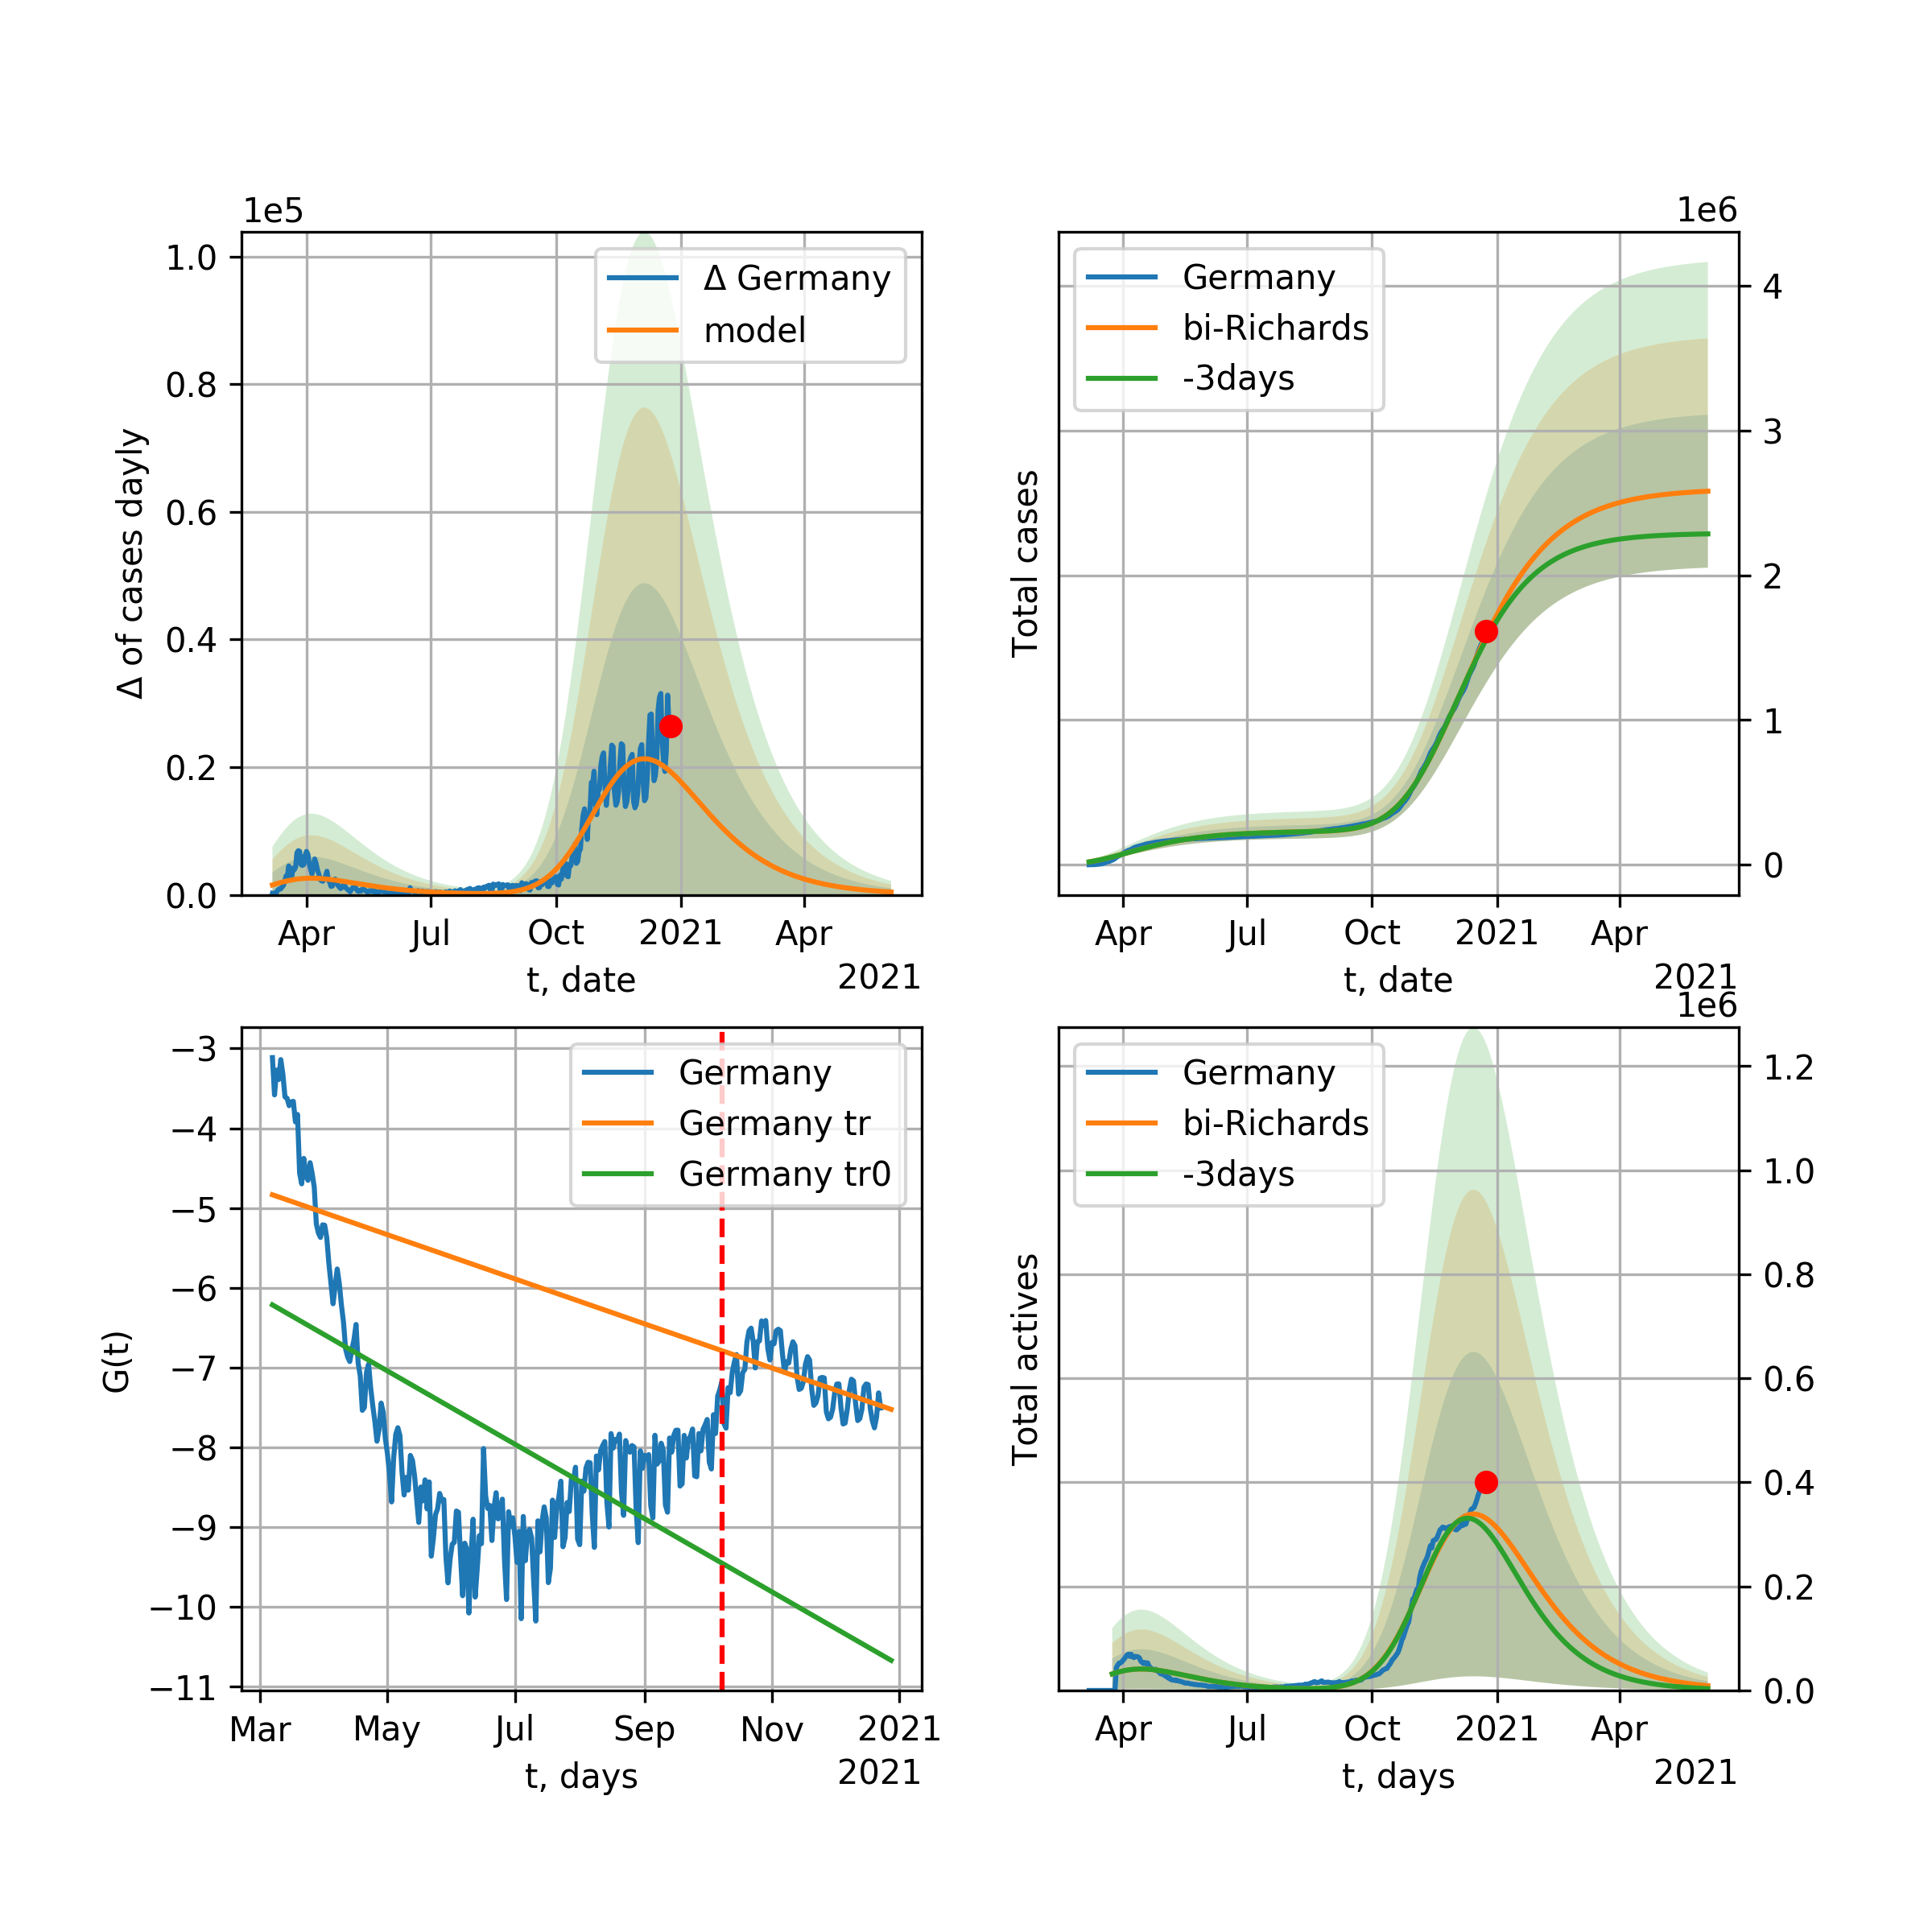 1e5
1.0
0.8
0.6
0.4
0.2
0.0
Δ of cases dayly
Δ Germany
model
Apr Jul Oct 2021 Apr
t, date
2021
1e6
Germany
bi-Richards
-3days
Total cases
4
3
2
1
0
Apr Jul Oct 2021 Apr
t, date
2021
−3
−4
−5
−6
−7
−8
−9
−10
−11
G(t)
Germany
Germany tr
Germany tr0
Mar May Jul Sep Nov 2021
t, days
2021
1e6
Germany
bi-Richards
-3days
Total actives
1.2
1.0
0.8
0.6
0.4
0.2
0.0
Apr Jul Oct 2021 Apr
t, days
2021